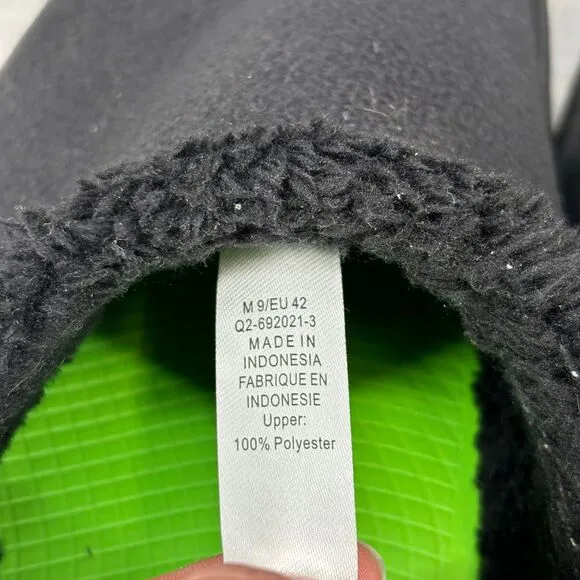 M 9/EU 42
Q2-692021-3
MADE IN
INDONESIA
FABRIQUE EN
INDONESIE
Upper:
100% Polyester